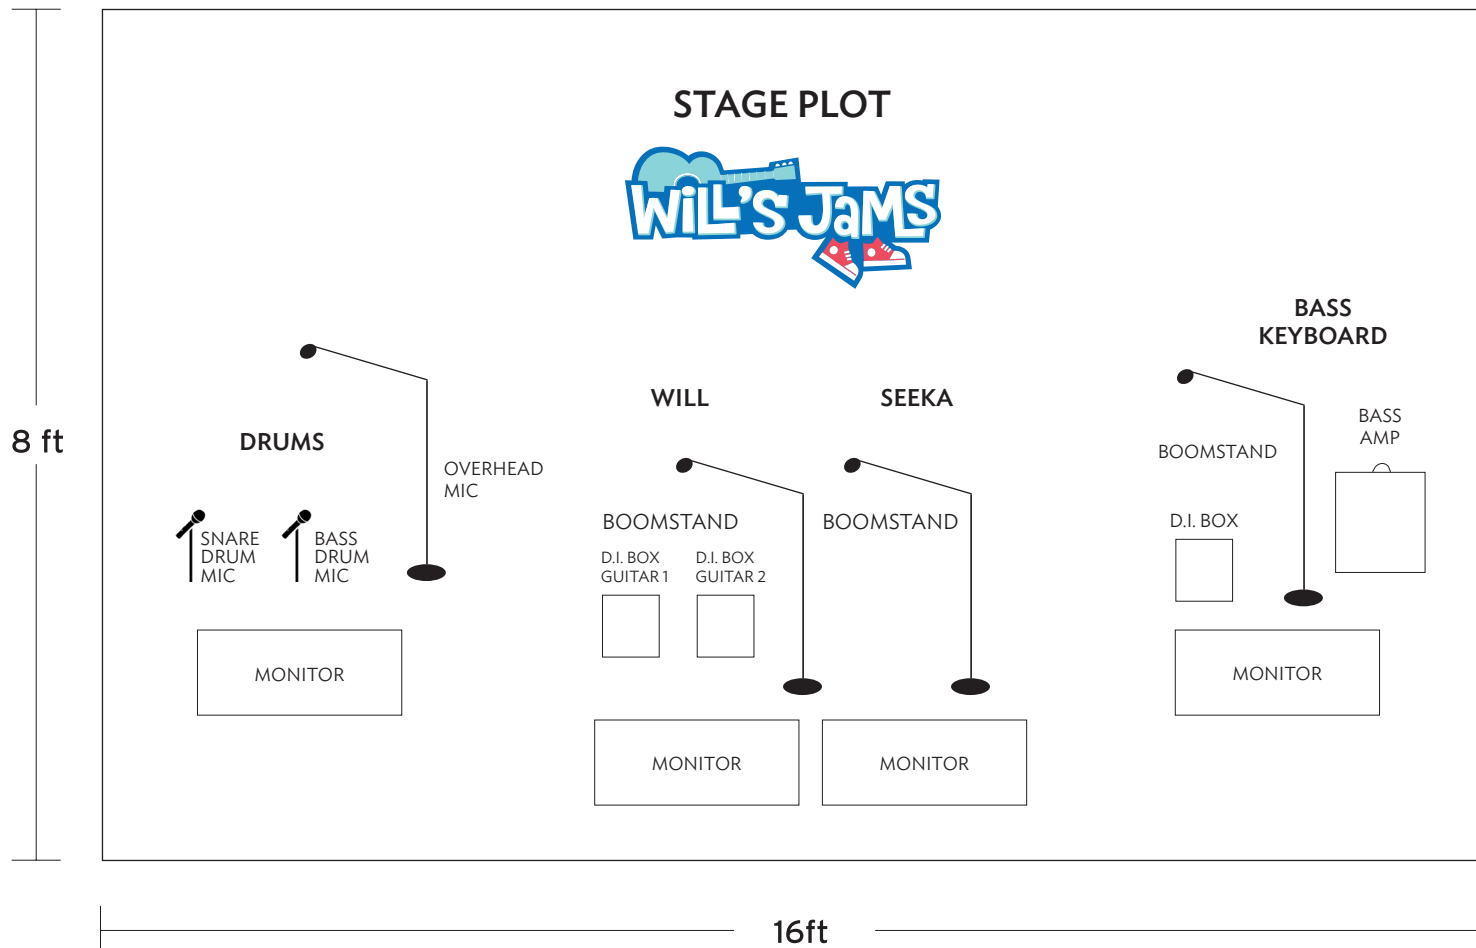 STAGE PLOT
WiLL'S JaMS
BASS
KEYBOARD
WILL
SEEKA
DRUMS
8 ft
OVERHEAD
MIC
BASS
AMP
BOOMSTAND
SNARE
DRUM
MIC
BASS
DRUM
MIC
BOOMSTAND
BOOMSTAND
D.I. BOX
GUITAR 1
D.I. BOX
GUITAR 2
D.I. BOX
MONITOR
MONITOR
MONITOR
MONITOR
16ft